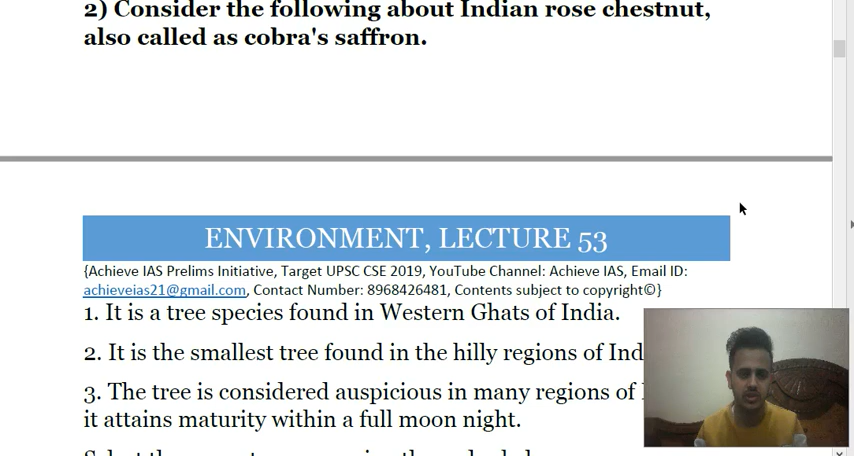 2) Consider the following about Indian rose chestnut,
also called as cobra's saffron.
ENVIRONMENT, LECTURE 53
{Achieve IAS Prelims Initiative, Target UPSC CSE 2019, YouTube Channel: Achieve IAS, Email ID:
achieveias21@gmail.com, Contact Number: 8968426481, Contents subject to copyright©}
1. It is a tree species found in Western Ghats of India.
2. It is the smallest tree found in the hilly regions of Ind
3. The tree is considered auspicious in many regions of
it attains maturity within a full moon night.